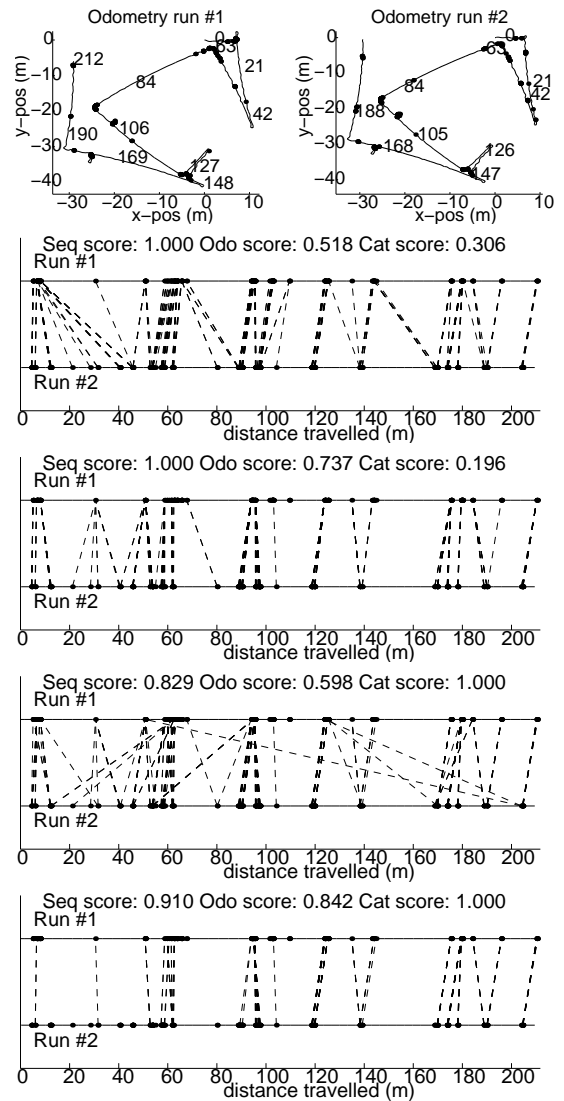 Odometry run #1
Odometry run #2
0
−10
−20
−30
−40
y−pos (m)
−30 −20 −10 0 10
x−pos (m)
212
84
63
21
42
106
190
169
127
148
0
−10
−20
−30
−40
y−pos (m)
−30 −20 −10 0 10
x−pos (m)
0
63
84
21
42
188
105
168
126
147
Seq score: 1.000 Odo score: 0.518 Cat score: 0.306
Run #1
Run #2
0 20 40 60 80 100 120 140 160 180 200
distance travelled (m)
Seq score: 1.000 Odo score: 0.737 Cat score: 0.196
Run #1
Run #2
0 20 40 60 80 100 120 140 160 180 200
distance travelled (m)
Seq score: 0.829 Odo score: 0.598 Cat score: 1.000
Run #1
Run #2
0 20 40 60 80 100 120 140 160 180 200
distance travelled (m)
Seq score: 0.910 Odo score: 0.842 Cat score: 1.000
Run #1
Run #2
0 20 40 60 80 100 120 140 160 180 200
distance travelled (m)